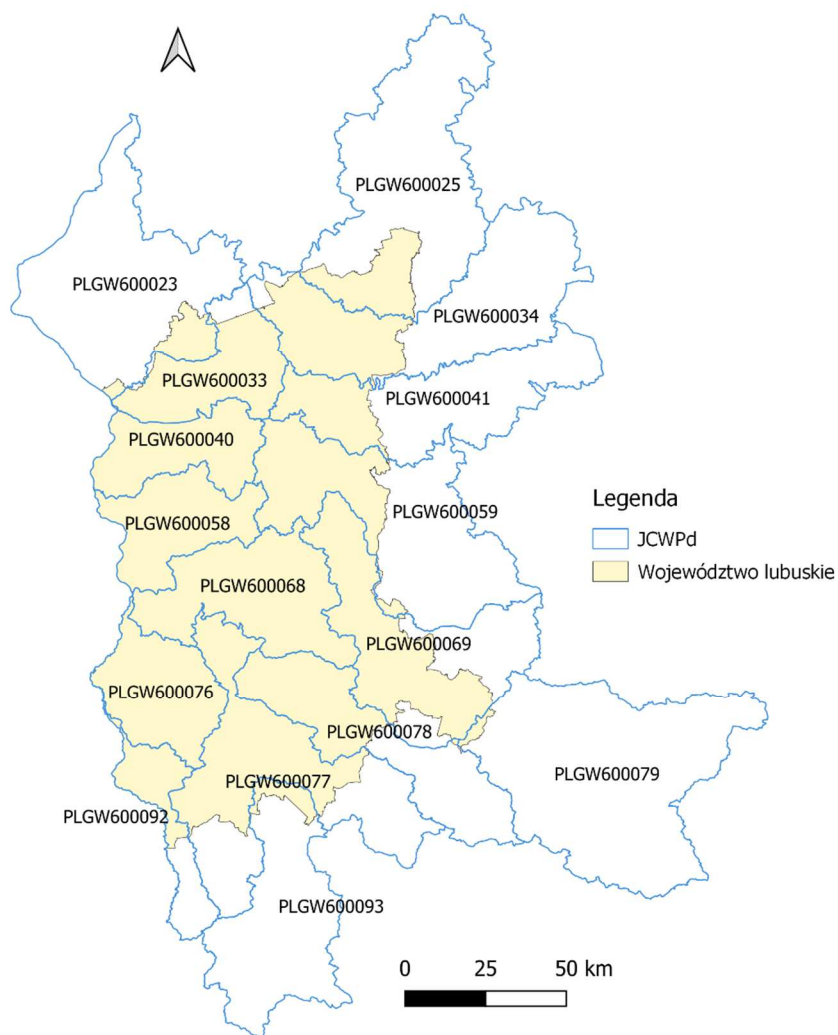 PLGW600025
PLGW600023
PLGW600034
PLGW600033
PLGW600041
PLGW600040
Legenda
PLGW600059
PLGW600058
JCWPd
Województwo lubuskie
PLGW600068
PLGW600069
PLGW600076
PLGW600078
PLGW600079
PLGW600077
PLGW600092
PLGW600093
0 25 50 km